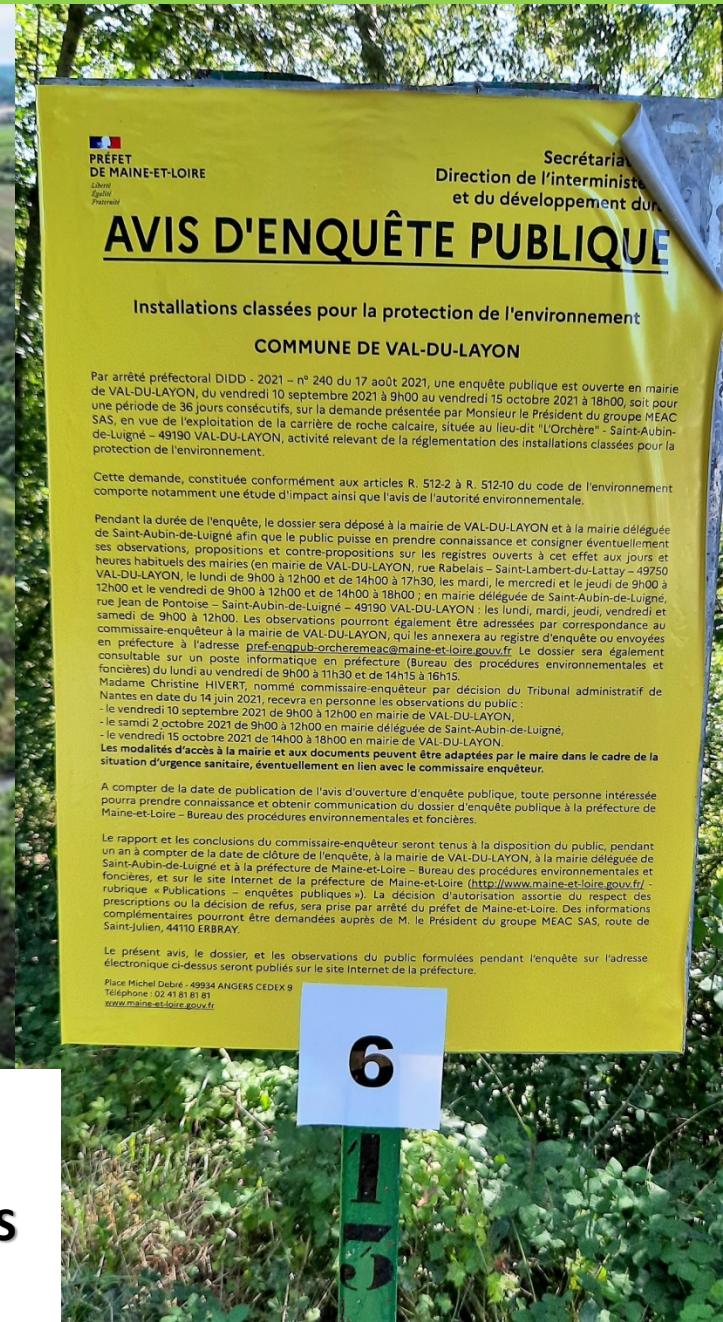 PRÉFET
DE MAINE-ET-LOIRE
Liberté
Égalité
Fraternité
Secrétaria
Direction de l'interministe
et du développement dur
AVIS D'ENQUÊTE PUBLIQUE
Installations classées pour la protection de l'environnement
COMMUNE DE VAL-DU-LAYON
Par arrêté préfectoral DIDD - 2021 – n° 240 du 17 août 2021, une enquête publique est ouverte en mairie
de VAL-DU-LAYON, du vendredi 10 septembre 2021 à 9h00 au vendredi 15 octobre 2021 à 18h00, soit pour
une période de 36 jours consécutifs, sur la demande présentée par Monsieur le Président du groupe MEAC
SAS, en vue de l'exploitation de la carrière de roche calcaire, située au lieu-dit "L'Orchère" - Saint-Aubin-
de-Luigné – 49190 VAL-DU-LAYON, activité relevant de la réglementation des installations classées pour la
protection de l'environnement.
Cette demande, constituée conformément aux articles R. 512-2 à R. 512-10 du code de l'environnement
comporte notamment une étude d'impact ainsi que l'avis de l'autorité environnementale.
Pendant la durée de l'enquête, le dossier sera déposé à la mairie de VAL-DU-LAYON et à la mairie déléguée
de Saint-Aubin-de-Luigné afin que le public puisse en prendre connaissance et consigner éventuellement
ses observations, propositions et contre-propositions sur les registres ouverts à cet effet aux jours et
heures habituels des mairies (en mairie de VAL-DU-LAYON, rue Rabelais – Saint-Lambert-du-Lattay – 49750
VAL-DU-LAYON, le lundi de 9h00 à 12h00 et de 14h00 à 17h30, les mardi, le mercredi et le jeudi de 9h00 à
12h00 et le vendredi de 9h00 à 12h00 et de 14h00 à 18h00 ; en mairie déléguée de Saint-Aubin-de-Luigné,
rue Jean de Pontoise – Saint-Aubin-de-Luigné – 49190 VAL-DU-LAYON : les lundi, mardi, jeudi, vendredi et
samedi de 9h00 à 12h00. Les observations pourront également être adressées par correspondance au
commissaire-enquêteur à la mairie de VAL-DU-LAYON, qui les annexera au registre d'enquête ou envoyées
en préfecture à l'adresse pref-enqpub-orcheremeac@maine-et-loire.gouv.fr Le dossier sera également
consultable sur un poste informatique en préfecture (Bureau des procédures environnementales et
foncières) du lundi au vendredi de 9h00 à 11h30 et de 14h15 à 16h15.
Madame Christine HIVERT, nommé commissaire-enquêteur par décision du Tribunal administratif de
Nantes en date du 14 juin 2021, recevra en personne les observations du public :
- le vendredi 10 septembre 2021 de 9h00 à 12h00 en mairie de VAL-DU-LAYON,
- le samdi 2 octobre 2021 de 9h00 à 12h00 en mairie déléguée de Saint-Aubin-de-Luigné,
- le vendredi 15 octobre 2021 de 14h00 à 18h00 en mairie de VAL-DU-LAYON.
Les modalités d'accès à la mairie et aux documents peuvent être adaptées par le maire dans le cadre de la
situation d'urgence sanitaire, éventuellement en lien avec le commissaire enquêteur.
A compter de la date de publication de l'avis d'ouverture d'enquête publique, toute personne intéressée
pourra prendre connaissance et obtenir communication du dossier d'enquête publique à la préfecture de
Maine-et-Loire – Bureau des procédures environnementales et foncières.
Le rapport et les conclusions du commissaire-enquêteur seront tenus à la disposition du public, pendant
un an à compter de la date de clôture de l'enquête, à la mairie de VAL-DU-LAYON, à la mairie déléguée de
Saint-Aubin-de-Luigné et à la préfecture de Maine-et-Loire – Bureau des procédures environnementales et
foncières, et sur le site Internet de la préfecture de Maine-et-Loire (http://www.maine-et-loire.gouv.fr/ -
rubrique « Publications – enquêtes publiques »). La décision d'autorisation assortie du respect des
prescriptions ou la décision de refus, sera prise par arrêté du préfet de Maine-et-Loire. Des informations
complémentaires pourront être demandées auprès de M. le Président du groupe MEAC SAS, route de
Saint-Julien, 44110 ERBRAY.
Le présent avis, le dossier, et les observations du public formulées pendant l'enquête sur l'adresse
électronique ci-dessus seront publiés sur le site Internet de la préfecture.
Place Michel Debré - 49934 ANGERS CEDEX 9
Téléphone : 02 41 81 81 81
www.maine-et-loire.gouv.fr
6
1
5
s